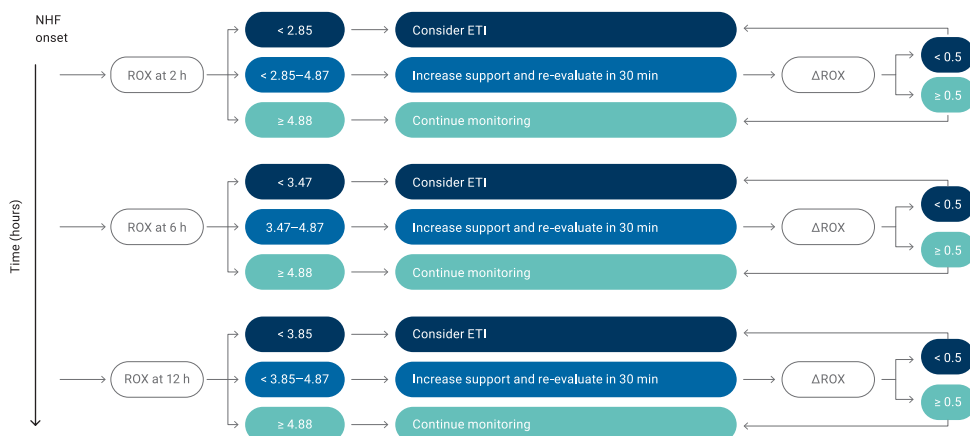 NHF
onset
Time (hours)
ROX at 2 h
< 2.85
Consider ETI
< 2.85–4.87
Increase support and re-evaluate in 30 min
ΔROX
< 0.5
≥ 0.5
≥ 4.88
Continue monitoring
ROX at 6 h
< 3.47
Consider ETI
3.47–4.87
Increase support and re-evaluate in 30 min
ΔROX
< 0.5
≥ 0.5
≥ 4.88
Continue monitoring
ROX at 12 h
< 3.85
Consider ETI
< 3.85–4.87
Increase support and re-evaluate in 30 min
ΔROX
< 0.5
≥ 0.5
≥ 4.88
Continue monitoring